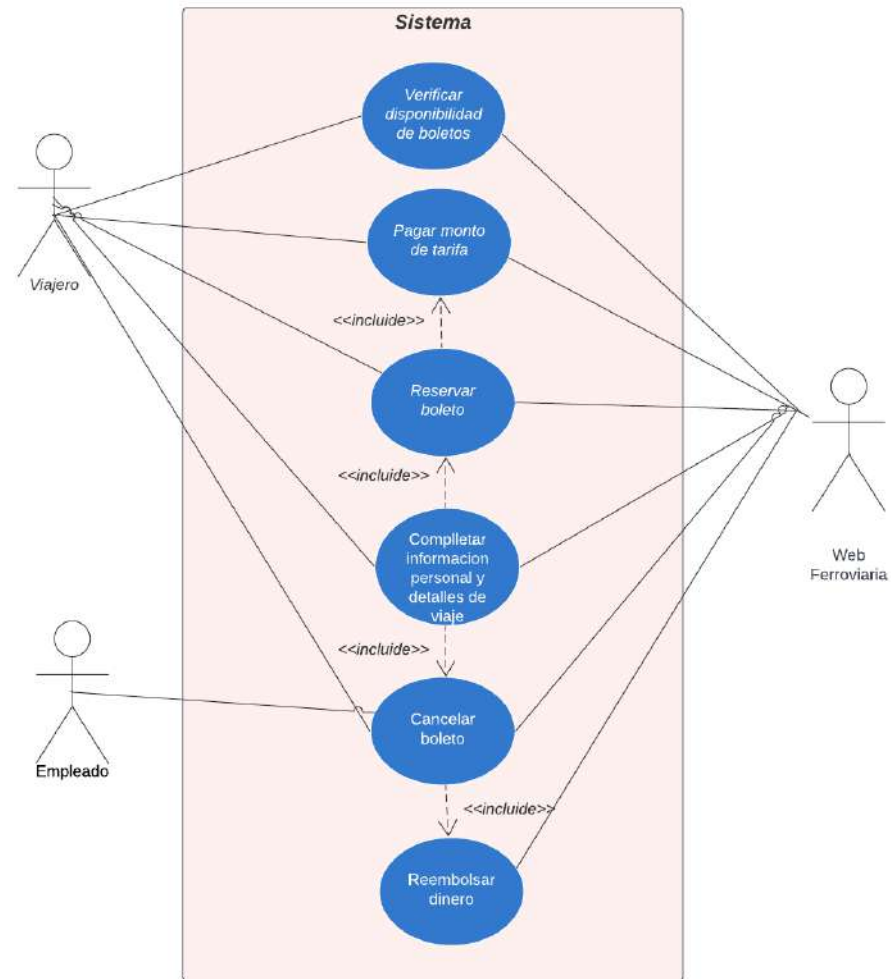 Sistema
Verificar
disponibilidad
de boletos
Viajero
Pagar monto
de tarifa
<<incluide>>
Reservar
boleto
<<incluide>>
Complletar
informacion
personal y
detalles de
viaje
Web
Ferroviaria
<<incluide>>
Cancelar
boleto
Empleado
<<incluide>>
Reembolsar
dinero